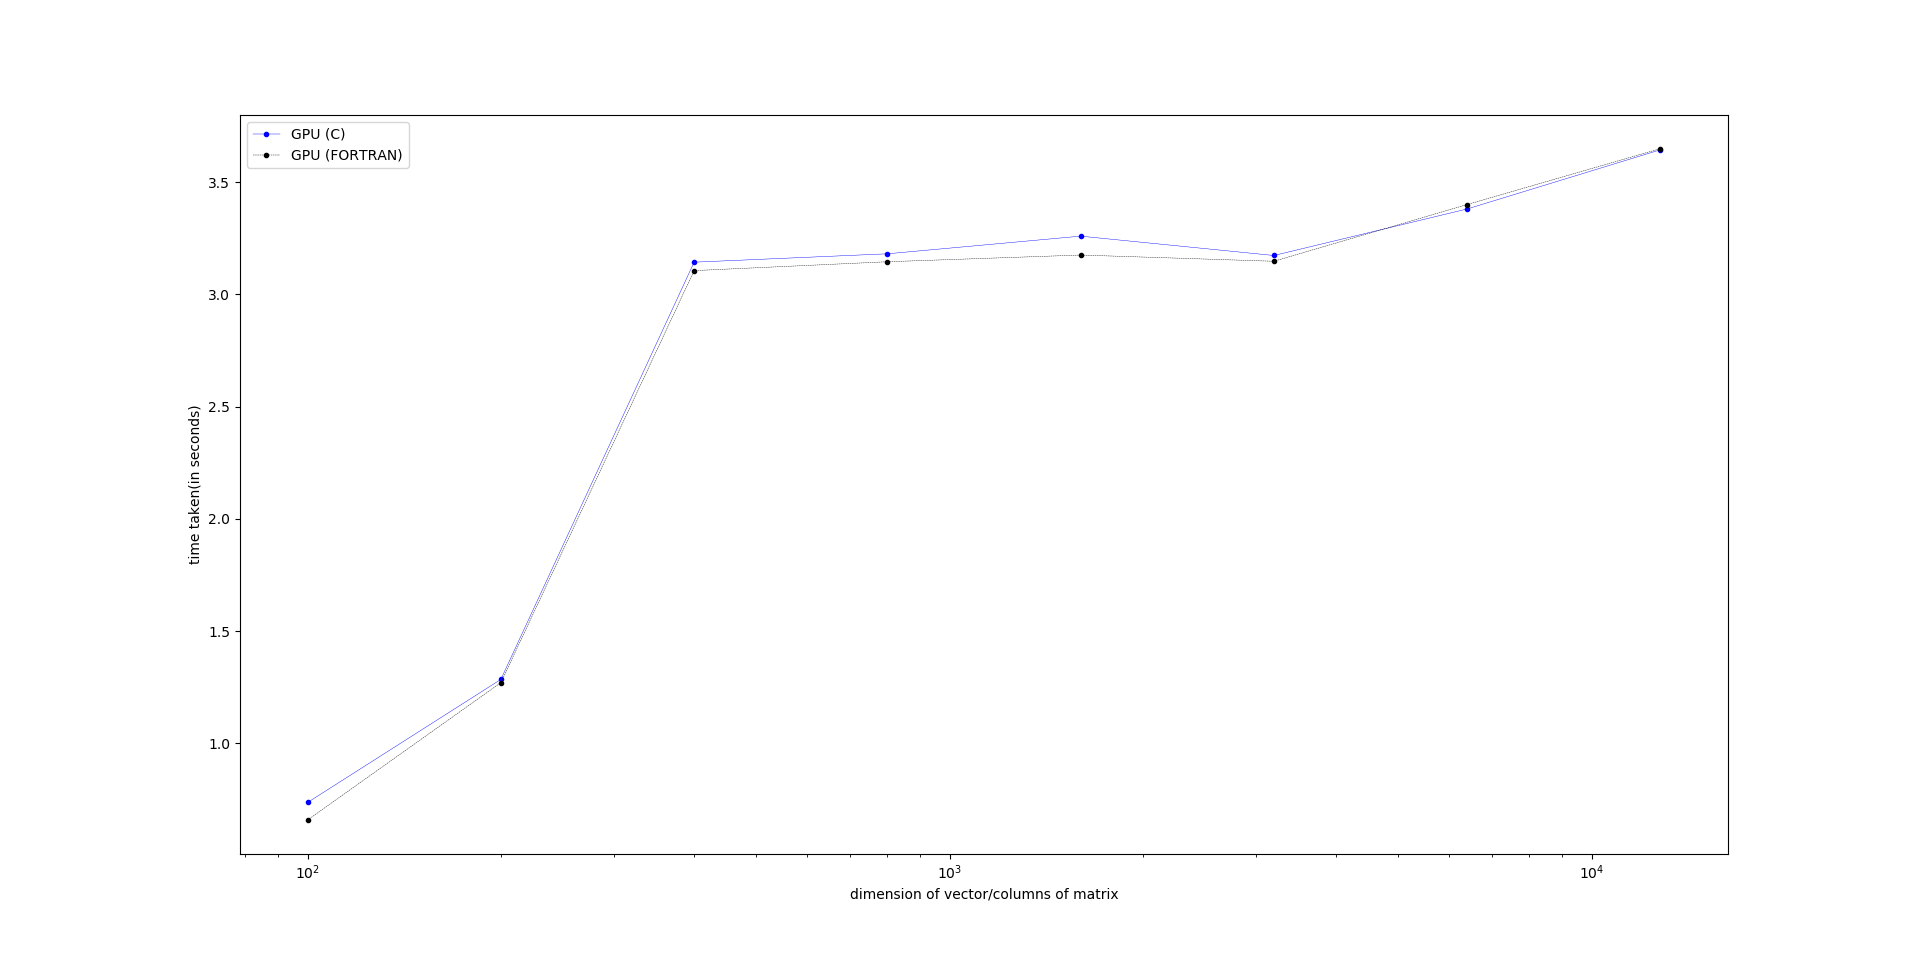 GPU (C)
GPU (FORTRAN)
3.5
3.0
2.5
2.0
1.5
1.0
time taken(in seconds)
10² 10³ 10⁴
dimension of vector/columns of matrix